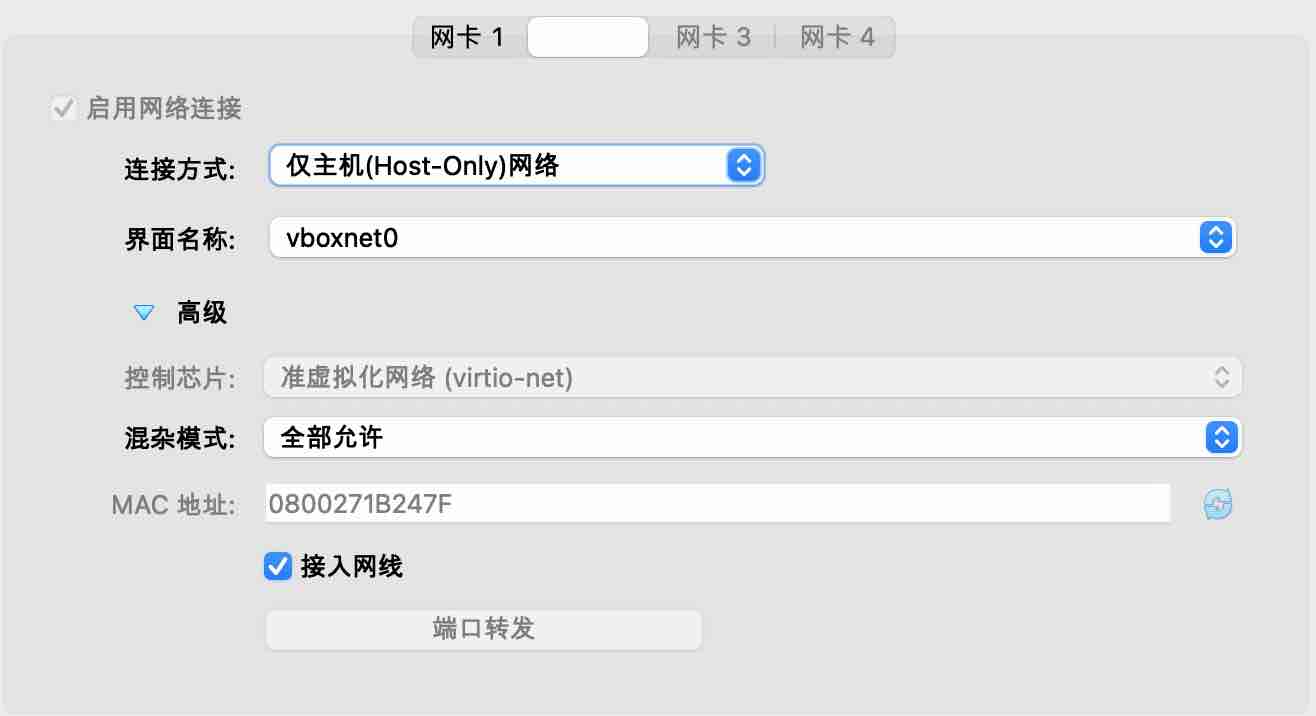 网卡 1 网卡 3 网卡 4
启用网络连接
连接方式: 仅主机(Host-Only)网络
界面名称: vboxnet0
高级
控制芯片: 准虚拟化网络 (virtio-net)
混杂模式: 全部允许
MAC 地址: 0800271B247F
接入网线
端口转发